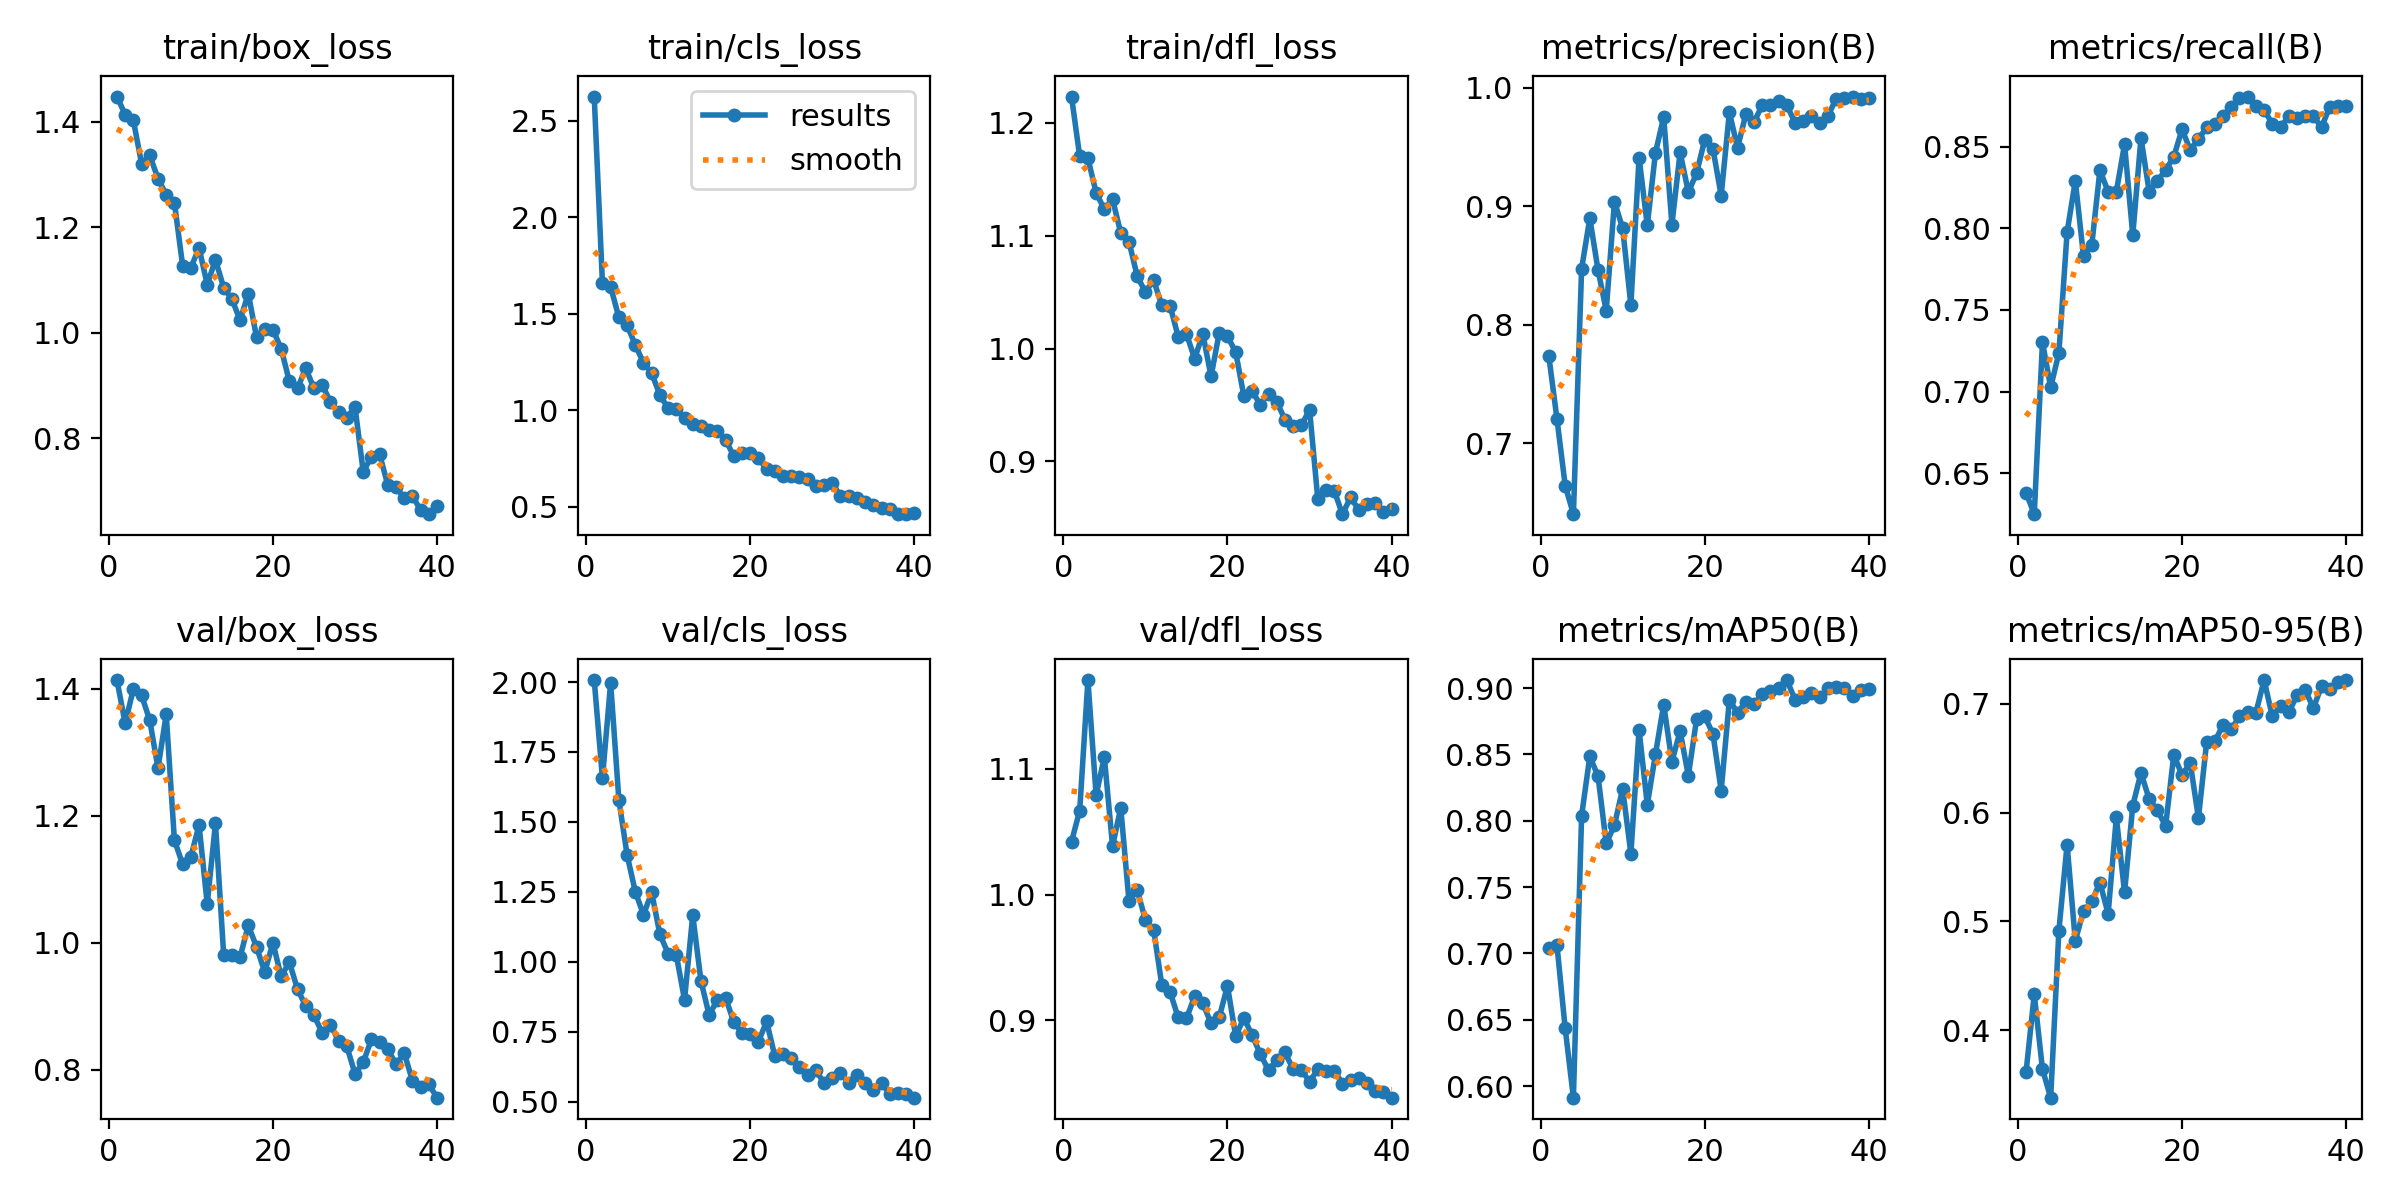 train/box_loss
1.4
1.2
1.0
0.8
0 20 40
train/cls_loss
results
smooth
2.5
2.0
1.5
1.0
0.5
0 20 40
train/dfl_loss
1.2
1.1
1.0
0.9
0 20 40
metrics/precision(B)
1.0
0.9
0.8
0.7
0 20 40
metrics/recall(B)
0.85
0.80
0.75
0.70
0.65
0 20 40
val/box_loss
1.4
1.2
1.0
0.8
0 20 40
val/cls_loss
2.00
1.75
1.50
1.25
1.00
0.75
0.50
0 20 40
val/dfl_loss
1.1
1.0
0.9
0 20 40
metrics/mAP50(B)
0.90
0.85
0.80
0.75
0.70
0.65
0.60
0 20 40
metrics/mAP50-95(B)
0.7
0.6
0.5
0.4
0 20 40